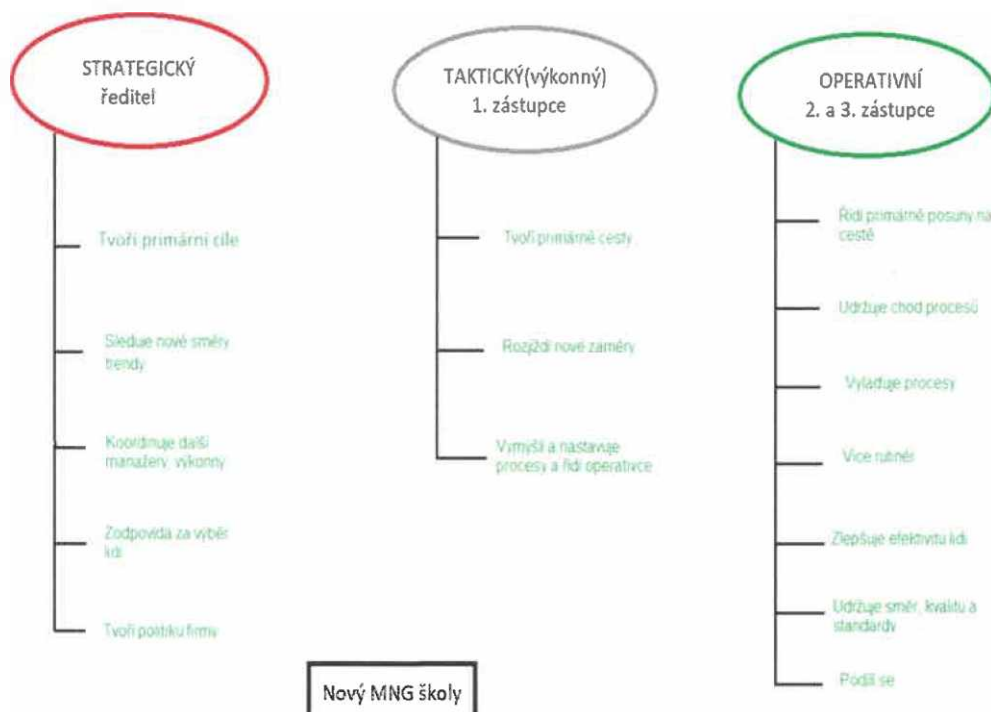 STRATEGICKÝ
ředitel
Tvoří primární cíle
Sleduje nové směry
trendy
Koordinuje další
manažery, výkonny
Zodpovídá za výběr
lidí
Tvoří politiku firmy
TAKTICKÝ(výkonný)
1. zástupce
Tvoří primárně cesty
Rozjíždí nové záměry
Vymyšlí a nastavuje
procesy a řídí operativce
OPERATIVNÍ
2. a 3. zástupce
Řídí primárně posuny na
cestě
Udržuje chod procesů
Vylaďuje procesy
Více rutinér
Zlepšuje efektivitu lidí
Udržuje směr, kvalitu a
standardy
Podílí se
Nový MNG školy